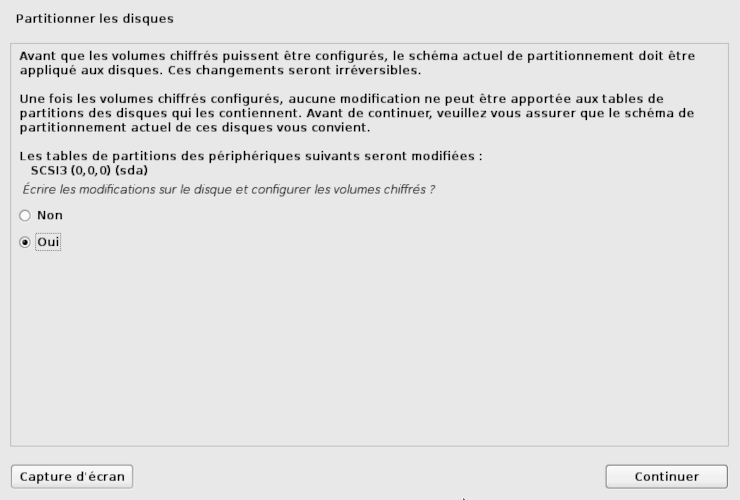 Partitionner les disques
Avant que les volumes chiffrés puissent être configurés, le schéma actuel de partitionnement doit être
appliqué aux disques. Ces changements seront irréversibles.
Une fois les volumes chiffrés configurés, aucune modification ne peut être apportée aux tables de
partitions des disques qui les contiennent. Avant de continuer, veuillez vous assurer que le schéma de
partitionnement actuel de ces disques vous convient.
Les tables de partitions des périphériques suivants seront modifiées :
SCSI3 (0,0,0) (sda)
Écrire les modifications sur le disque et configurer les volumes chiffrés ?
Non
Oui
Capture d'écran
Continuer